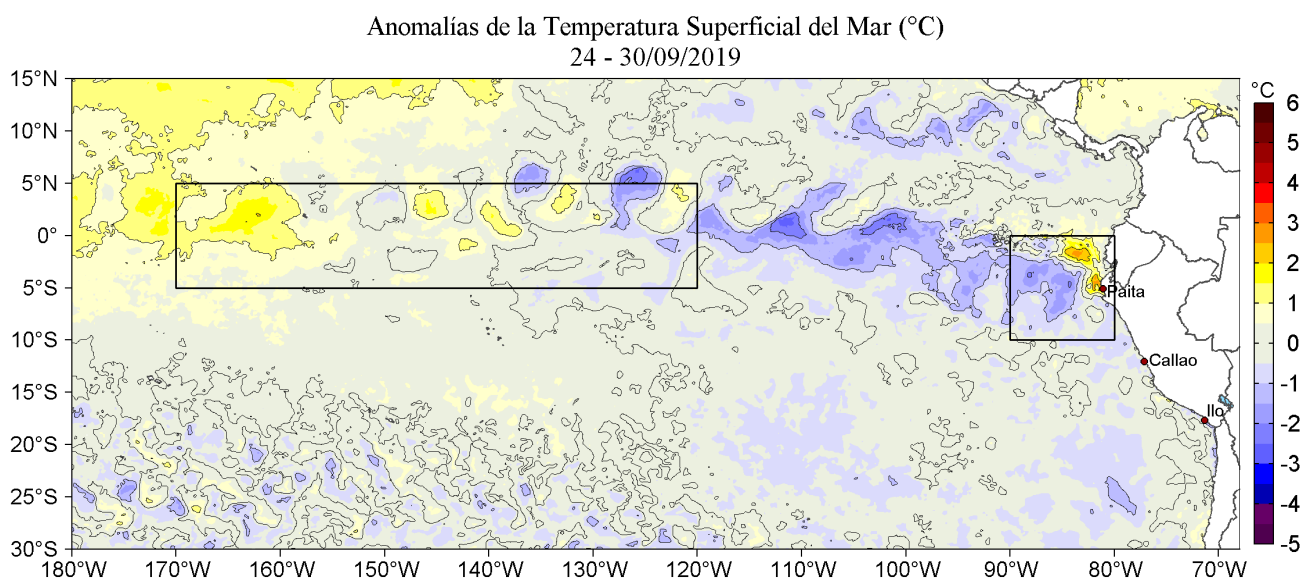 Anomalías de la Temperatura Superficial del Mar (°C)
24 - 30/09/2019
15°N
10°N
5°N
0°
5°S
10°S
15°S
20°S
25°S
30°S
180°W
170°W
160°W
150°W
140°W
130°W
120°W
110°W
100°W
90°W
80°W
70°W
Paita
Callao
Ilo
°C
6
5
4
3
2
1
0
-1
-2
-3
-4
-5